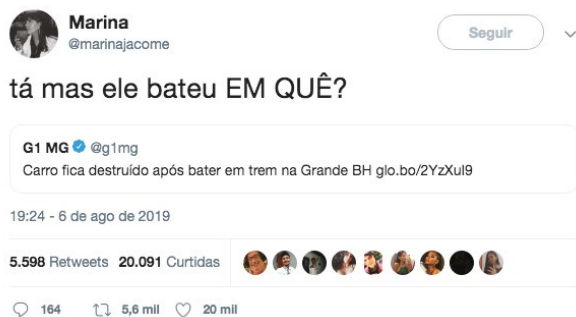 Marina
@marinajacome
Seguir
tá mas ele bateu EM QUÊ?
G1 MG @g1mg
Carro fica destruído após bater em trem na Grande BH glo.bo/2YzXuI9
19:24 - 6 de ago de 2019
5.598 Retweets 20.091 Curtidas
164 5,6 mil 20 mil